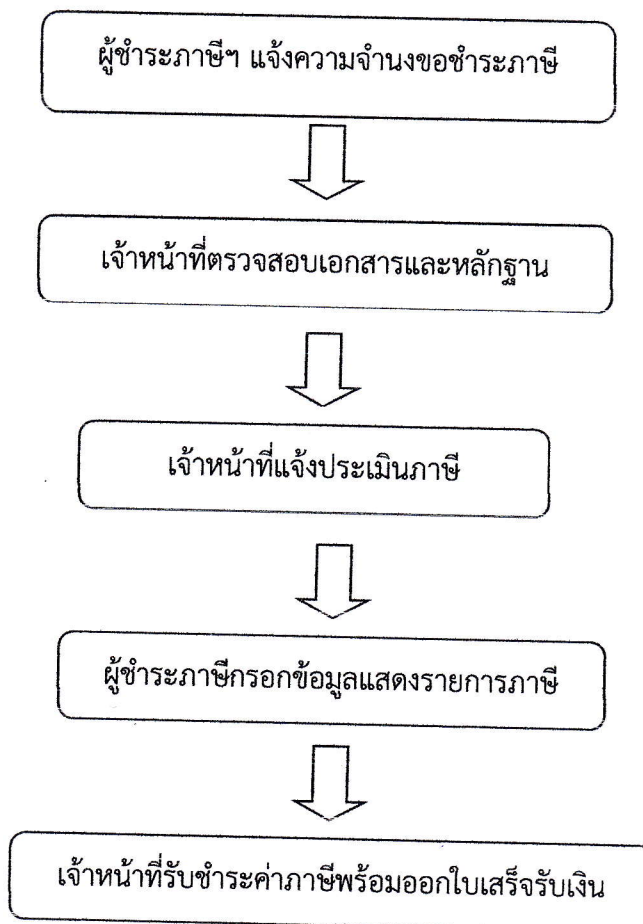 ผู้ชำระภาษีฯ แจ้งความจำนงขอชำระภาษี
เจ้าหน้าที่ตรวจสอบเอกสารและหลักฐาน
เจ้าหน้าที่แจ้งประเมินภาษี
ผู้ชำระภาษีกรอกข้อมูลแสดงรายการภาษี
เจ้าหน้าที่รับชำระค่าภาษีพร้อมออกใบเสร็จรับเงิน